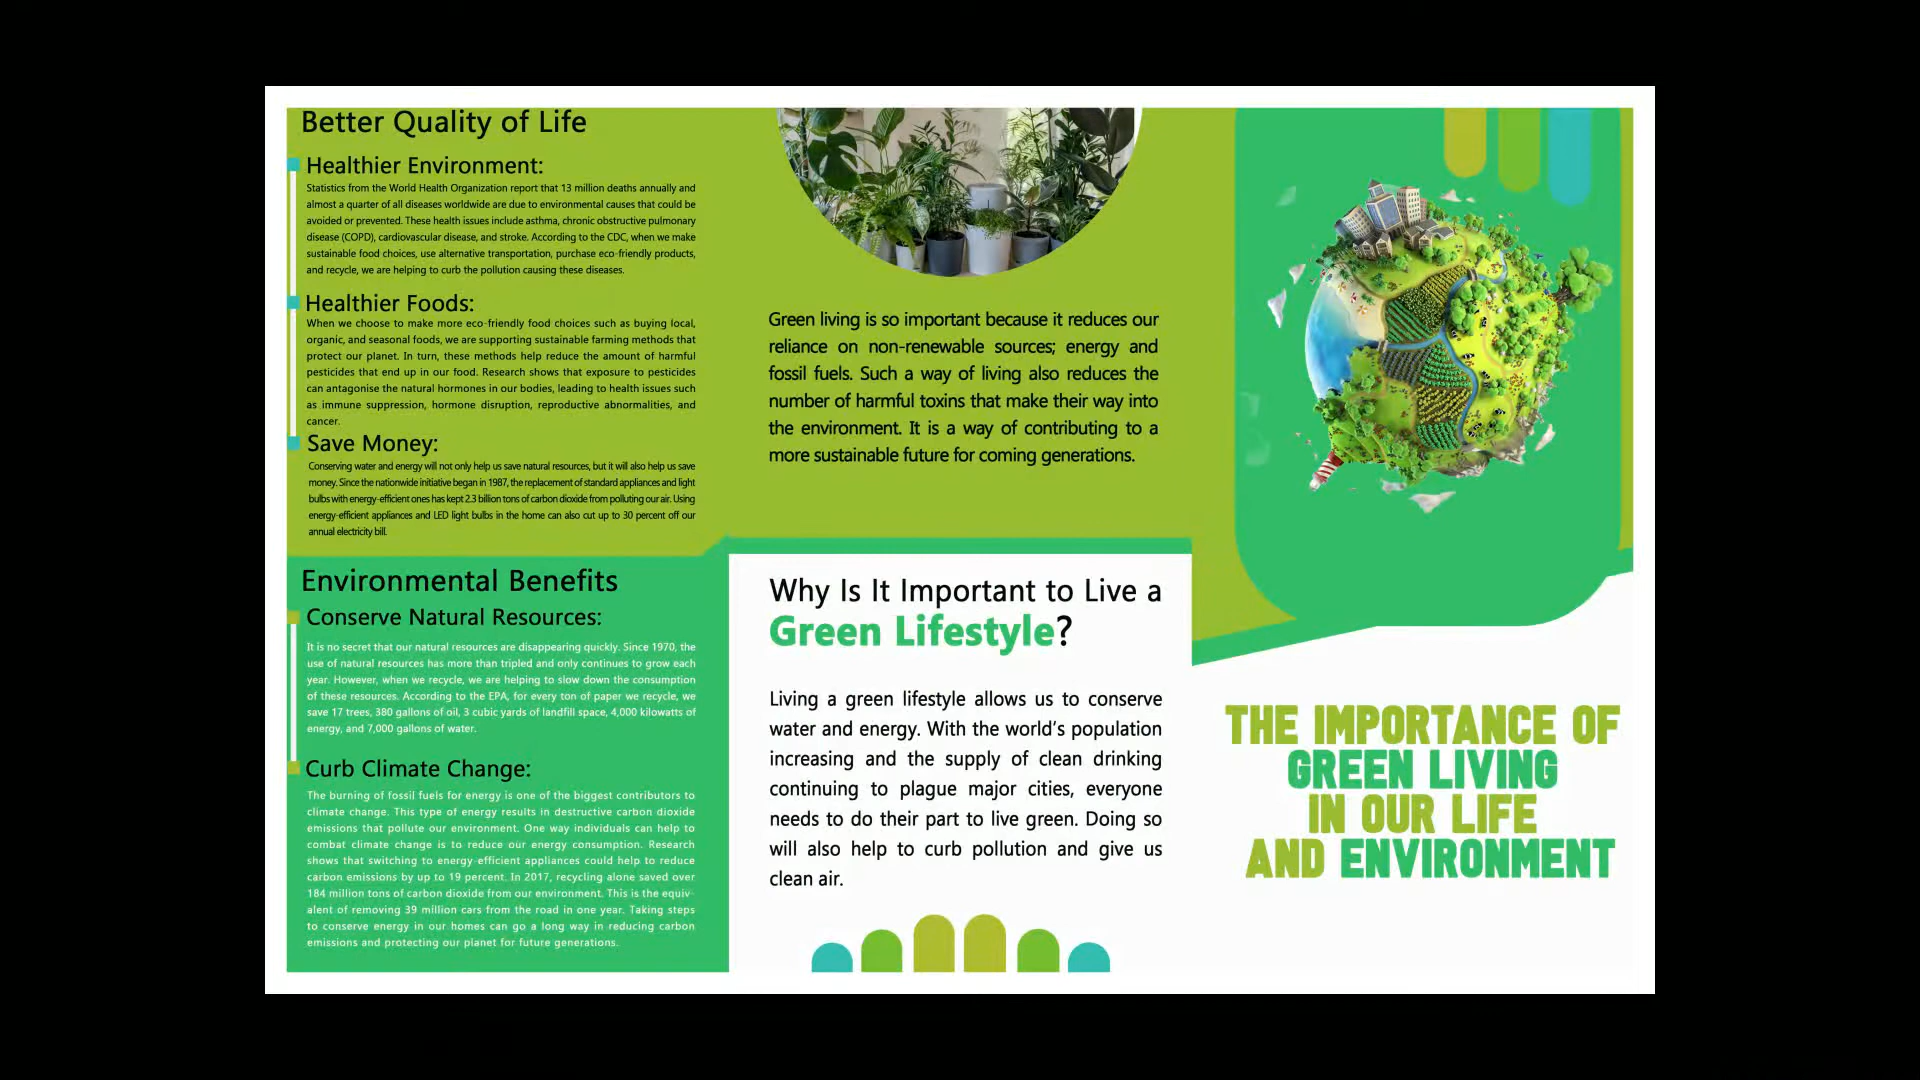 Better Quality of Life
Healthier Environment:
Statistics from the World Health Organization report that 13 million deaths annually and
almost a quarter of all diseases worldwide are due to environmental causes that could be
avoided or prevented. These health issues include asthma, chronic obstructive pulmonary
disease (COPD), cardiovascular disease, and stroke. According to the CDC, when we make
sustainable food choices, use alternative transportation, purchase eco-friendly products,
and recycle, we are helping to curb the pollution causing these diseases.
Healthier Foods:
When we choose to make more eco-friendly food choices such as buying local,
organic, and seasonal foods, we are supporting sustainable farming methods that
protect our planet. In turn, these methods help reduce the amount of harmful
pesticides that end up in our food. Research shows that exposure to pesticides
can antagonise the natural hormones in our bodies, leading to health issues such
as immune suppression, hormone disruption, reproductive abnormalities, and
cancer.
Save Money:
Conserving water and energy will not only help us save natural resources, but it will also help us save
money. Since the nationwide initiative began in 1987, the replacement of standard appliances and light
bulbs with energy-efficient ones has kept 2.3 billion tons of carbon dioxide from polluting our air. Using
energy-efficient appliances and LED light bulbs in the home can also cut up to 30 percent off our
annual electricity bill.
Environmental Benefits
Conserve Natural Resources:
It is no secret that our natural resources are disappearing quickly. Since 1970, the
use of natural resources has more than tripled and only continues to grow each
year. However, when we recycle, we are helping to slow down the consumption
of these resources. According to the EPA, for every ton of paper we recycle, we
save 17 trees, 380 gallons of oil, 3 cubic yards of landfill space, 4,000 kilowatts of
energy, and 7,000 gallons of water.
Curb Climate Change:
The burning of fossil fuels for energy is one of the biggest contributors to
climate change. This type of energy results in destructive carbon dioxide
emissions that pollute our environment. One way individuals can help to
combat climate change is to reduce our energy consumption. Research
shows that switching to energy-efficient appliances could help to reduce
carbon emissions by up to 19 percent. In 2017, recycling alone saved over
184 million tons of carbon dioxide from our environment. This is the equiv-
alent of removing 39 million cars from the road in one year. Taking steps
to conserve energy in our homes can go a long way in reducing carbon
emissions and protecting our planet for future generations.
Green living is so important because it reduces our
reliance on non-renewable sources; energy and
fossil fuels. Such a way of living also reduces the
number of harmful toxins that make their way into
the environment. It is a way of contributing to a
more sustainable future for coming generations.
Why Is It Important to Live a
Green Lifestyle?
Living a green lifestyle allows us to conserve
water and energy. With the world's population
increasing and the supply of clean drinking
continuing to plague major cities, everyone
needs to do their part to live green. Doing so
will also help to curb pollution and give us
clean air.
THE IMPORTANCE OF
GREEN LIVING
IN OUR LIFE
AND ENVIRONMENT